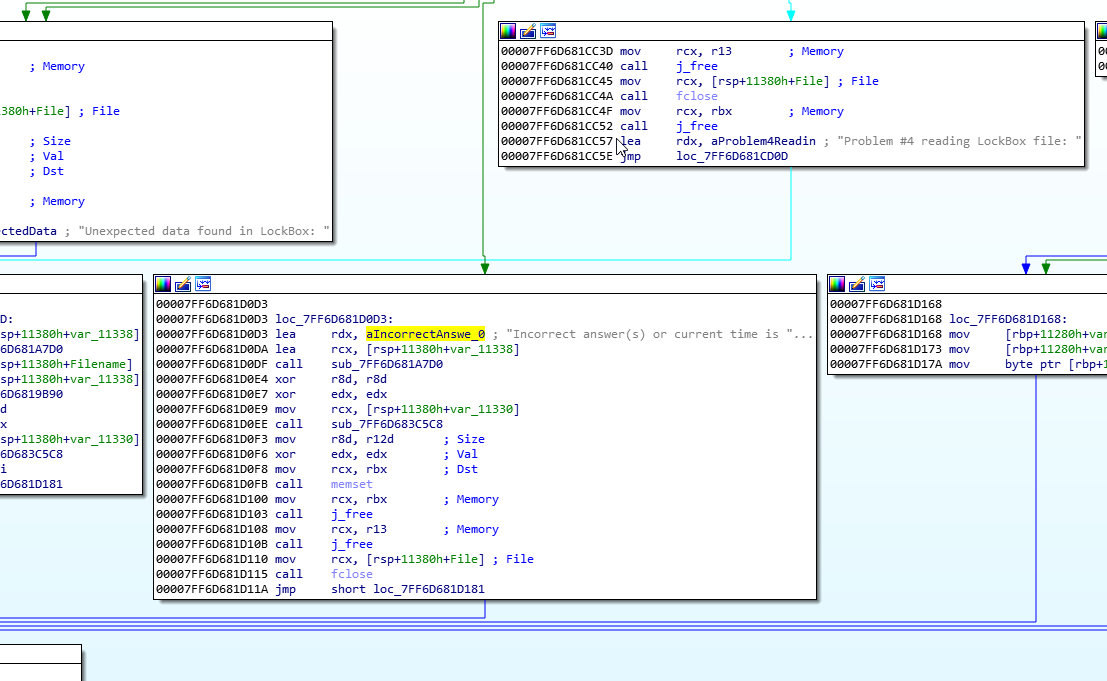 ; Memory
380h+File] ; File
; Size
; Val
; Dst
; Memory
ctedData ; "Unexpected data found in LockBox: "
00007FF6D681CC3D mov rcx, r13 ; Memory
00007FF6D681CC40 call j_free
00007FF6D681CC45 mov rcx, [rsp+11380h+File] ; File
00007FF6D681CC4A call fclose
00007FF6D681CC4F mov rcx, rbx ; Memory
00007FF6D681CC52 call j_free
00007FF6D681CC57 lea rdx, aProblem4Readin ; "Problem #4 reading LockBox file: "
00007FF6D681CC5E jmp loc_7FF6D681CD0D
D:
sp+11380h+var_11338]
6D681A7D0
sp+11380h+Filename]
sp+11380h+var_11338]
6D6819B90
d
x
sp+11380h+var_11330]
6D683C5C8
i
6D681D181
00007FF6D681D0D3
00007FF6D681D0D3 loc_7FF6D681D0D3:
00007FF6D681D0D3 lea rdx, aIncorrectAnswe_0 ; "Incorrect answer(s) or current time is "...
00007FF6D681D0DA lea rcx, [rsp+11380h+var_11338]
00007FF6D681D0DF call sub_7FF6D681A7D0
00007FF6D681D0E4 xor r8d, r8d
00007FF6D681D0E7 xor edx, edx
00007FF6D681D0E9 mov rcx, [rsp+11380h+var_11330]
00007FF6D681D0EE call sub_7FF6D683C5C8
00007FF6D681D0F3 mov r8d, r12d ; Size
00007FF6D681D0F6 xor edx, edx ; Val
00007FF6D681D0F8 mov rcx, rbx ; Dst
00007FF6D681D0FB call memset
00007FF6D681D100 mov rcx, rbx ; Memory
00007FF6D681D103 call j_free
00007FF6D681D108 mov rcx, r13 ; Memory
00007FF6D681D10B call j_free
00007FF6D681D110 mov rcx, [rsp+11380h+File] ; File
00007FF6D681D115 call fclose
00007FF6D681D11A jmp short loc_7FF6D681D181
00007FF6D681D168
00007FF6D681D168 loc_7FF6D681D168:
00007FF6D681D168 mov [rbp+11280h+var
00007FF6D681D173 mov [rbp+11280h+var
00007FF6D681D17A mov byte ptr [rbp+1